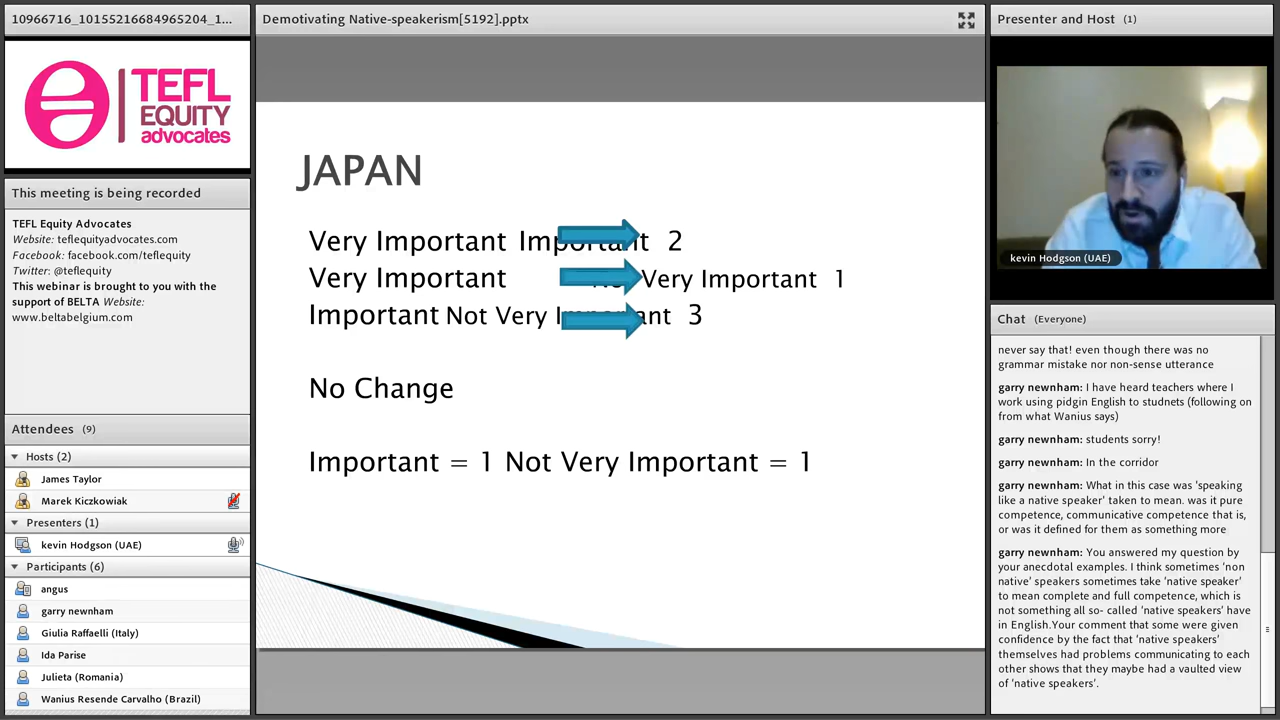 10966716_10155216684965204_1...
TEFL
EQUITY
advocates
This meeting is being recorded
TEFL Equity Advocates
Website: teflequityadvocates.com
Facebook: facebook.com/teflequity
Twitter: @teflequity
This webinar is brought to you with the
support of BELTA Website:
www.beltabelgium.com
Attendees (9)
Hosts (2)
James Taylor
Marek Kiczkowiak
Presenters (1)
kevin Hodgson (UAE)
Participants (6)
angus
garry newnham
Giulia Raffaelli (Italy)
Ida Parise
Julieta (Romania)
Wanius Resende Carvalho (Brazil)
Demotivating Native-speakerism[5192].pptx
JAPAN
Very Important Important 2
Very Important Not Very Important 1
Important Not Very Important 3
No Change
Important = 1 Not Very Important = 1
Presenter and Host (1)
kevin Hodgson (UAE)
Chat (Everyone)
never say that! even though there was no
grammar mistake nor non-sense utterance
garry newnham: I have heard teachers where I
work using pidgin English to studnets (following on
from what Wanius says)
garry newnham: students sorry!
garry newnham: In the corridor
garry newnham: What in this case was 'speaking
like a native speaker' taken to mean. was it pure
competence, communicative competence that is,
or was it defined for them as something more
garry newnham: You answered my question by
your anecdotal examples. I think sometimes 'non
native' speakers sometimes take 'native speaker'
to mean complete and full competence, which is
not something all so- called 'native speakers' have
in English.Your comment that some were given
confidence by the fact that 'native speakers'
themselves had problems communicating to each
other shows that they maybe had a vaulted view
of 'native speakers'.